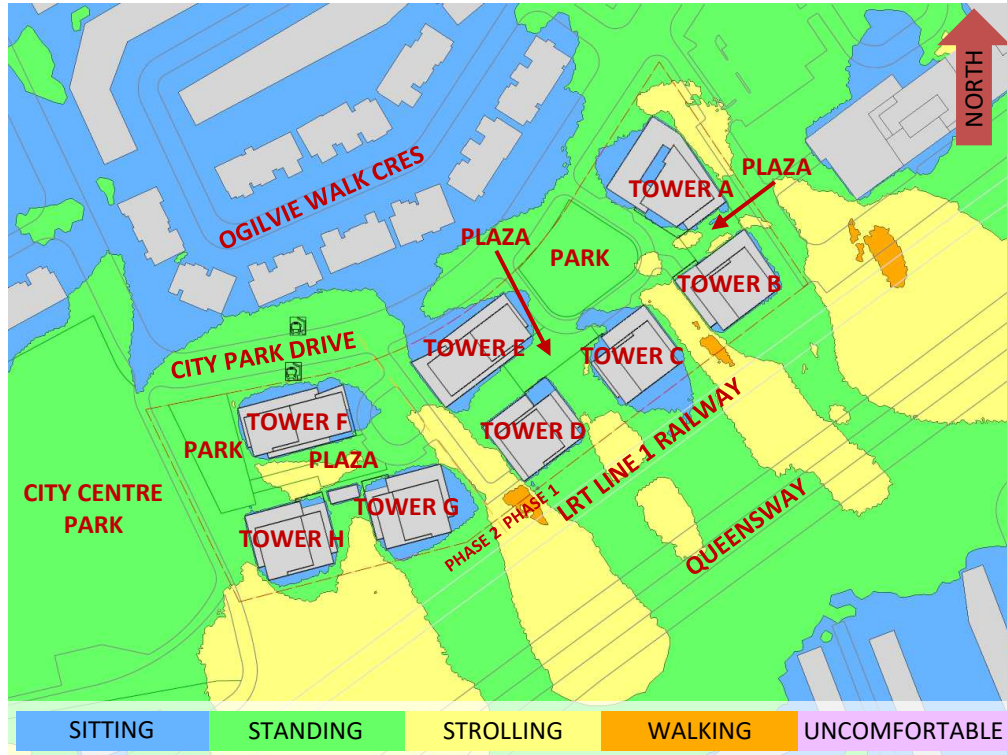 NORTH
TOWER A
PLAZA
OGILVIE WALK CRES
PLAZA
PARK
TOWER B
TOWER C
TOWER E
CITY PARK DRIVE
TOWER F
TOWER D
PARK
PLAZA
CITY CENTRE
PARK
TOWER G
TOWER H
PHASE 2 PHASE 1
LRT LINE 1 RAILWAY
QUEENSWAY
SITTING
STANDING
STROLLING
WALKING
UNCOMFORTABLE